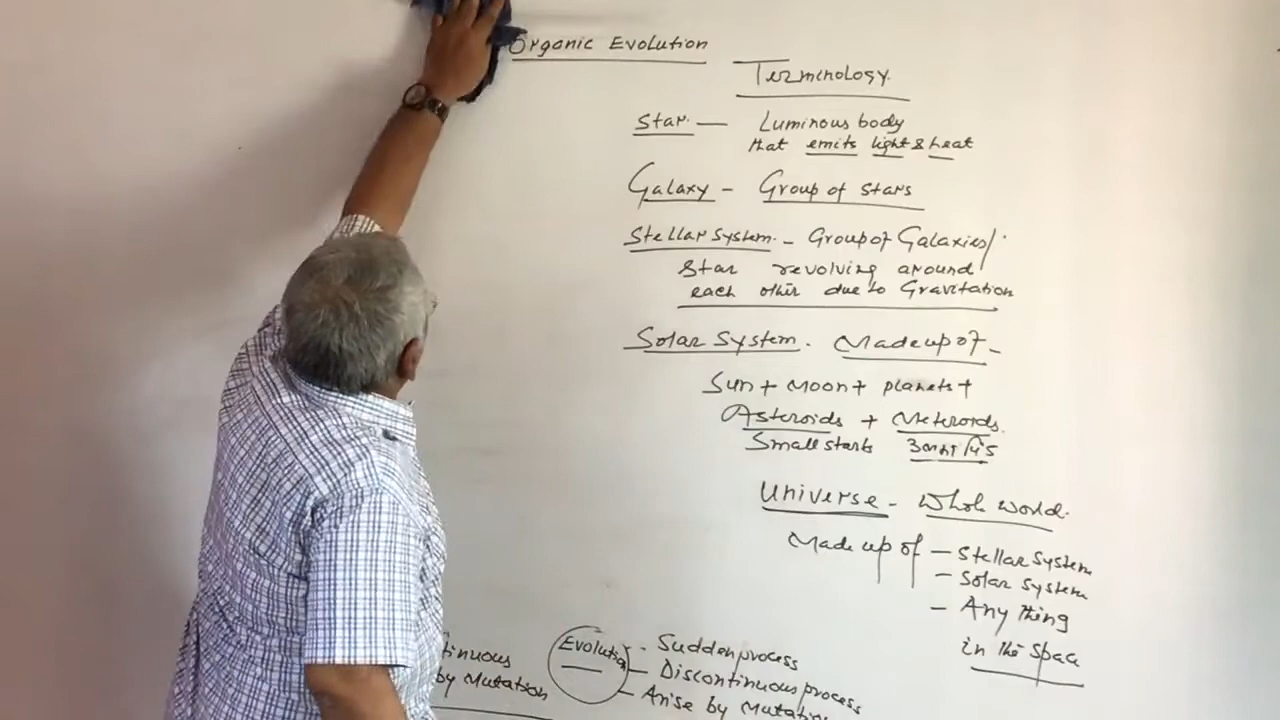 Organic Evolution
Terminology.
Star. — Luminous body
that emits light & heat
Galaxy - Group of stars
Stellar system. - Group of Galaxies/
Star revolving around
each other due to Gravitation
Solar System. Made up of -
Sun + Moon + planets +
Asteroids + Meteroids.
Small starts
Universe - Whole world.
Made up of - Stellar System
- Solar system
- Any thing
in the Space
tinuous
by Mutation
Evolution - Sudden process
- Discontinuous process
- Arise by Mutation